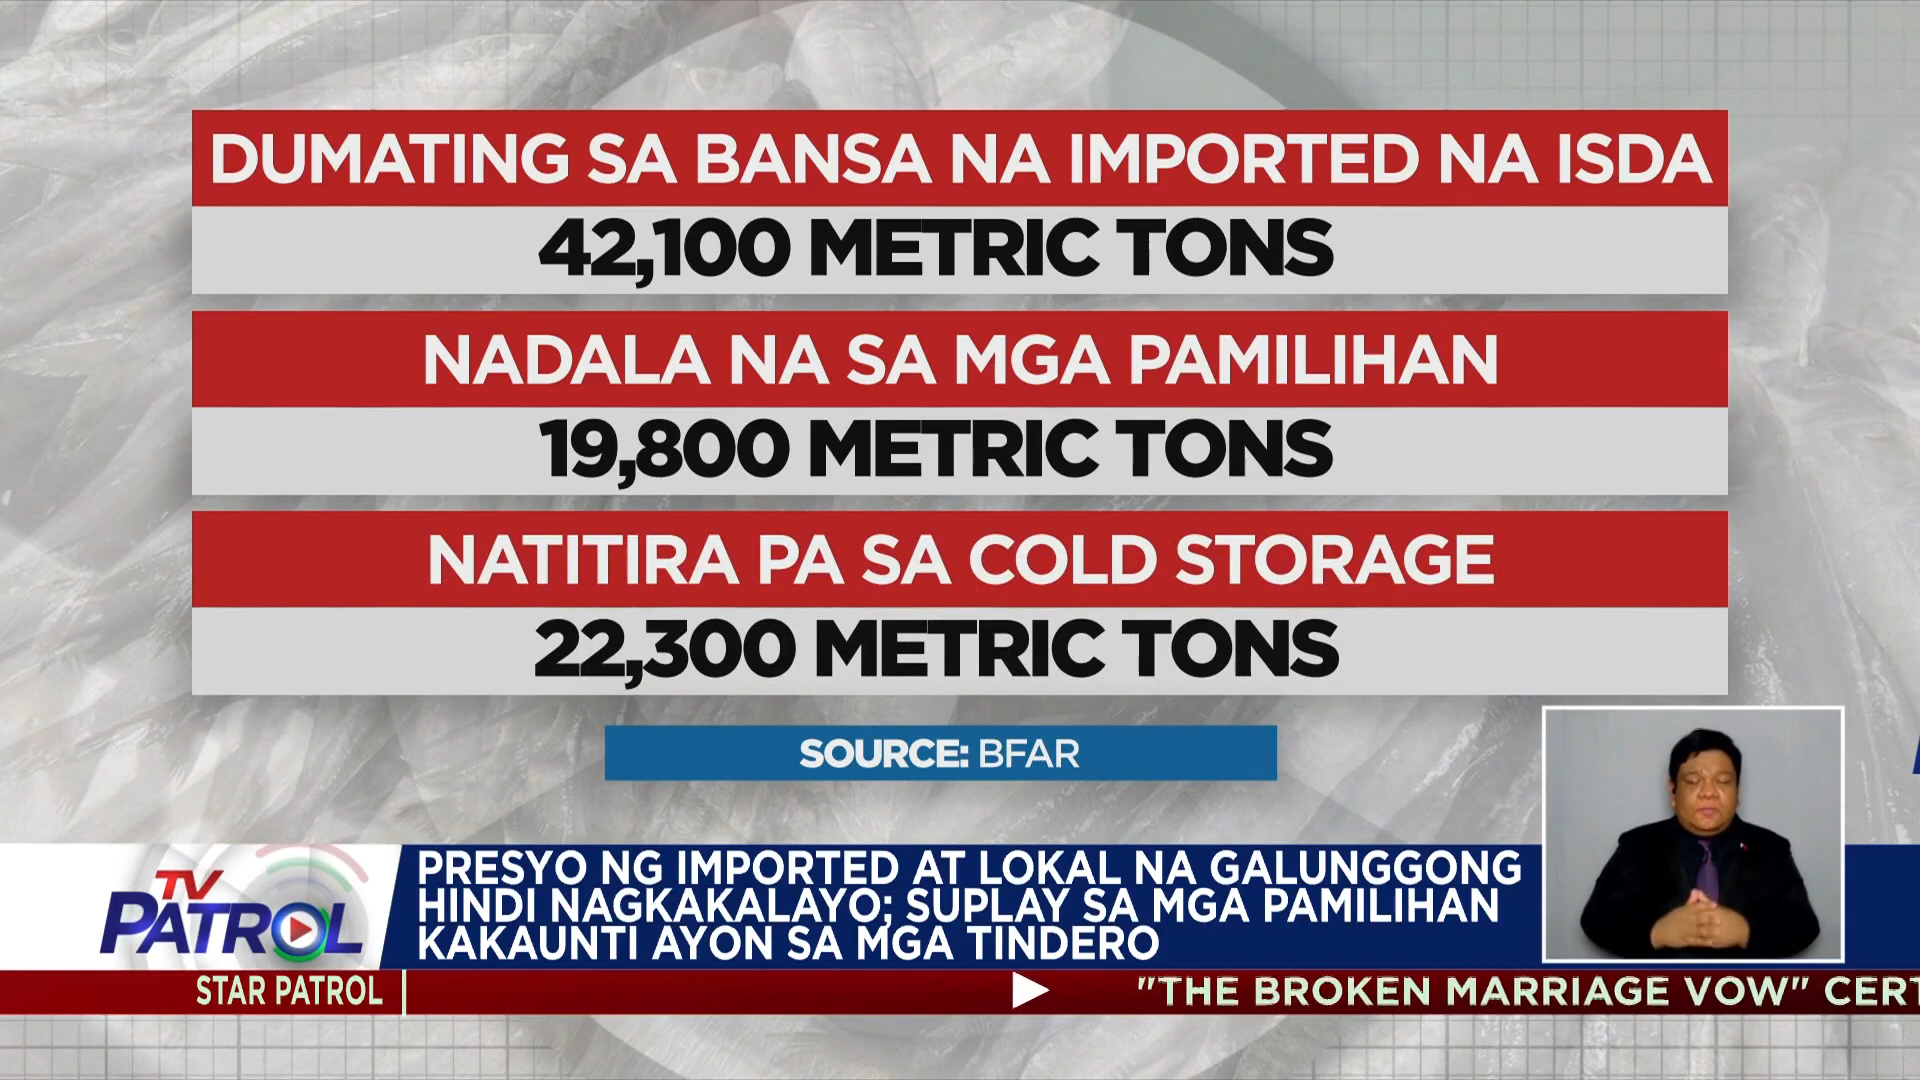 DUMATING SA BANSA NA IMPORTED NA ISDA
42,100 METRIC TONS
NADALA NA SA MGA PAMILIHAN
19,800 METRIC TONS
NATITIRA PA SA COLD STORAGE
22,300 METRIC TONS
SOURCE: BFAR
TV
PATROL
PRESYO NG IMPORTED AT LOKAL NA GALUNGGONG
HINDI NAGKAKALAYO; SUPLAY SA MGA PAMILIHAN
KAKAUNTI AYON SA MGA TINDERO
STAR PATROL
"THE BROKEN MARRIAGE VOW" CERT